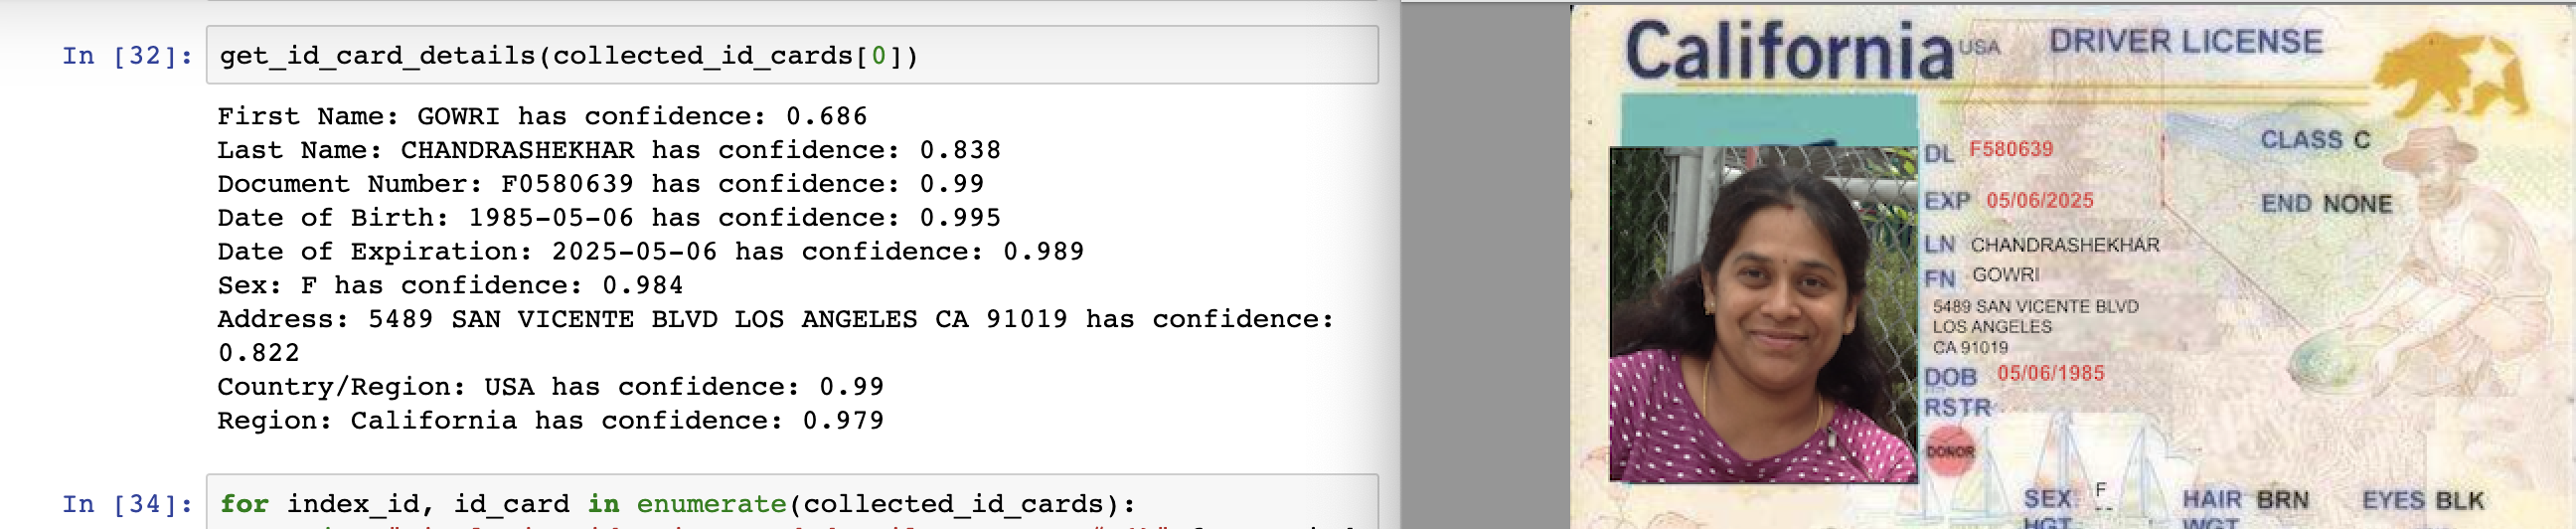 In [32]: get_id_card_details(collected_id_cards[0])
First Name: GOWRI has confidence: 0.686
Last Name: CHANDRASHEKHAR has confidence: 0.838
Document Number: F0580639 has confidence: 0.99
Date of Birth: 1985-05-06 has confidence: 0.995
Date of Expiration: 2025-05-06 has confidence: 0.989
Sex: F has confidence: 0.984
Address: 5489 SAN VICENTE BLVD LOS ANGELES CA 91019 has confidence:
0.822
Country/Region: USA has confidence: 0.99
Region: California has confidence: 0.979
In [34]: for index_id, id_card in enumerate(collected_id_cards):
California USA DRIVER LICENSE
CLASS C
DL F580639
EXP 05/06/2025
END NONE
LN CHANDRASHEKHAR
FN GOWRI
5489 SAN VICENTE BLVD
LOS ANGELES
CA 91019
DOB 05/06/1985
RSTR
DONOR
SEX F HAIR BRN EYES BLK
HGT WGT